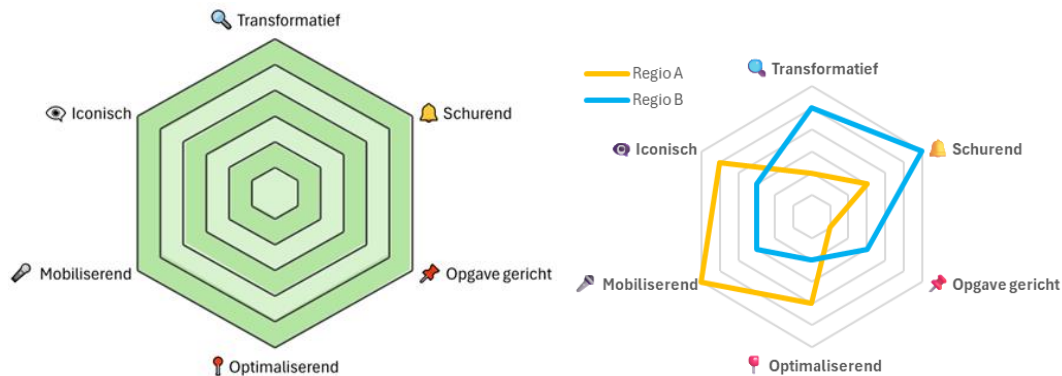 Transformatief
Iconisch
Schurend
Mobiliserend
Opgave gericht
Optimaliserend
Regio A
Regio B
Transformatief
Iconisch
Schurend
Mobiliserend
Opgave gericht
Optimaliserend